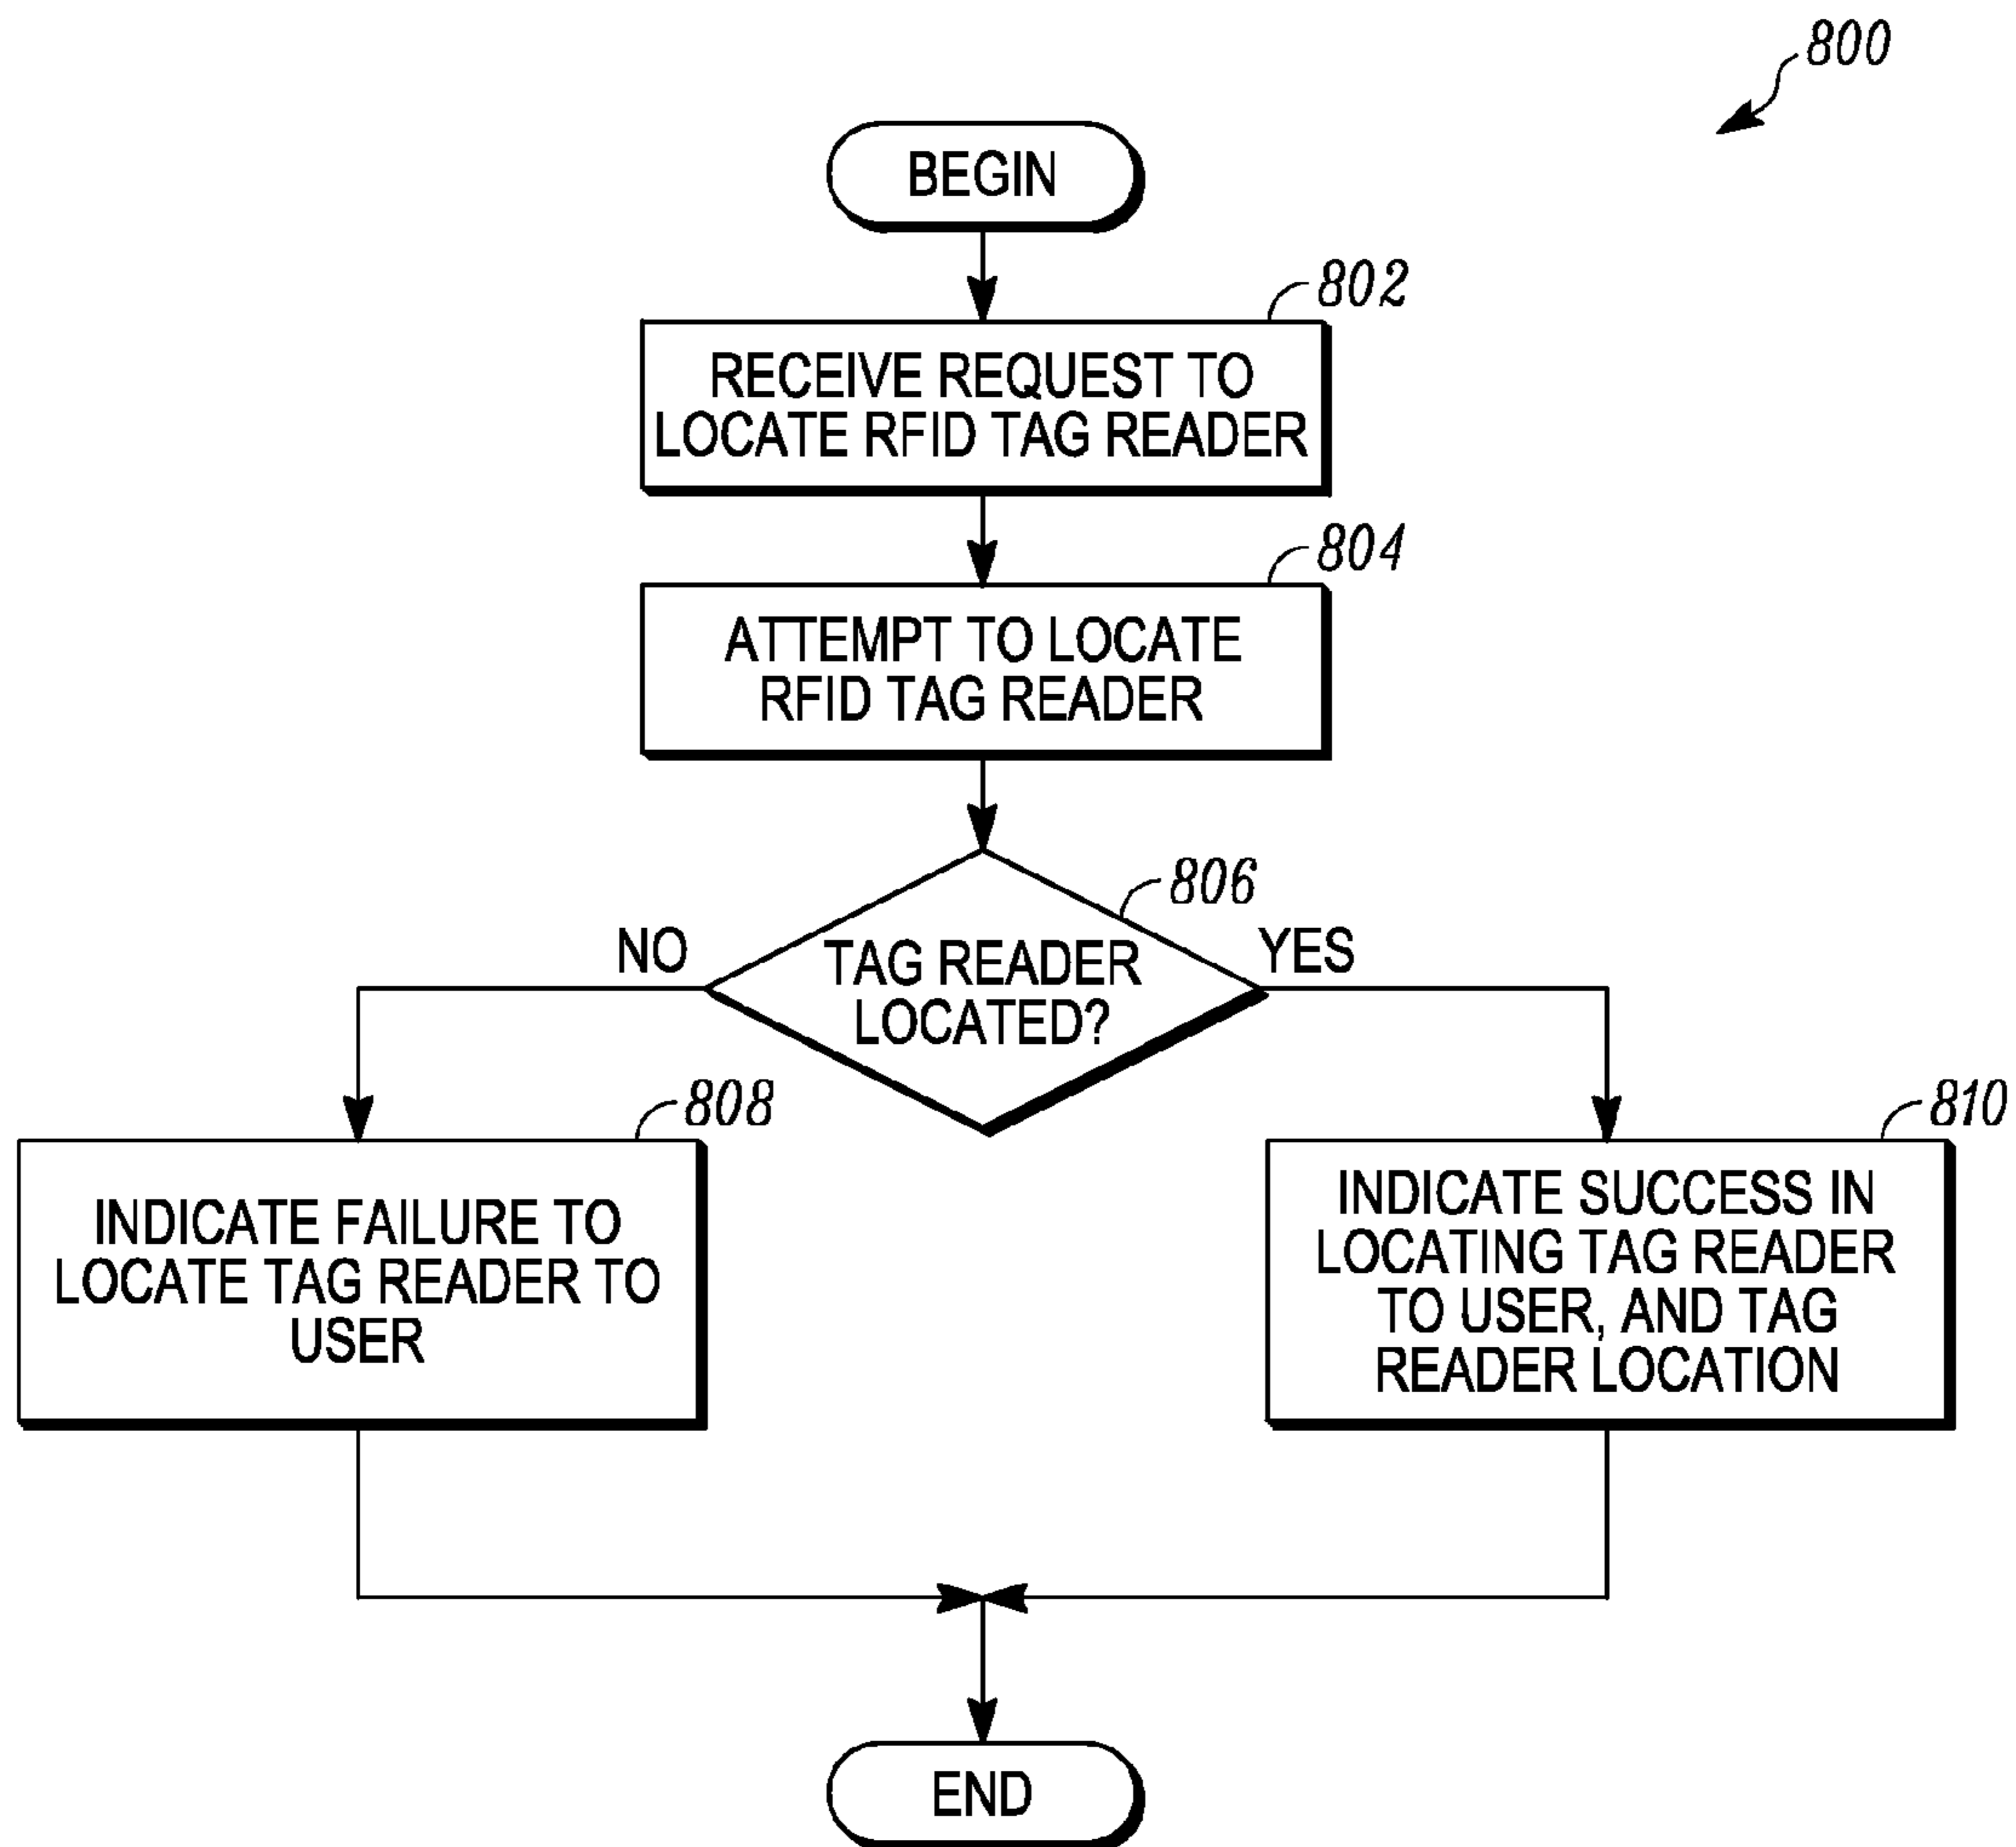 800
BEGIN
802
RECEIVE REQUEST TO
LOCATE RFID TAG READER
804
ATTEMPT TO LOCATE
RFID TAG READER
806
NO
TAG READER
LOCATED?
YES
808
INDICATE FAILURE TO
LOCATE TAG READER TO
USER
810
INDICATE SUCCESS IN
LOCATING TAG READER
TO USER, AND TAG
READER LOCATION
END